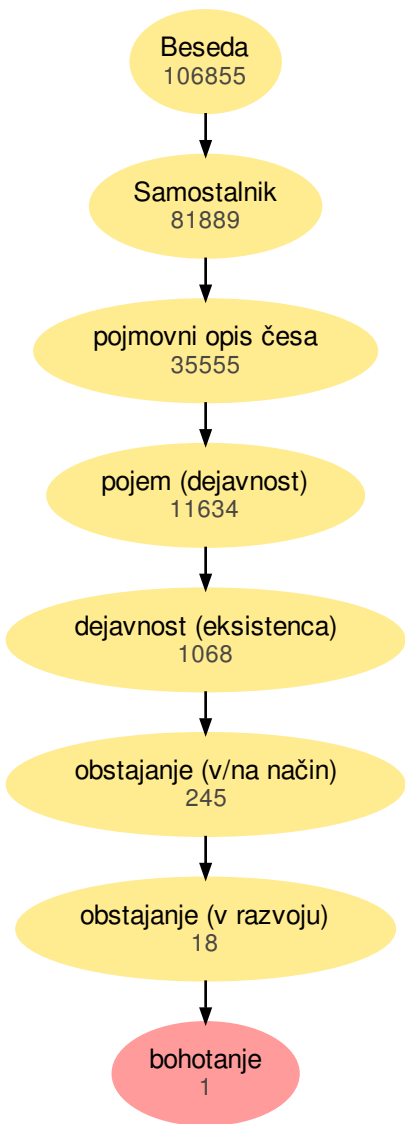 Beseda
106855
Samostalnik
81889
pojmovni opis česa
35555
pojem (dejavnost)
11634
dejavnost (eksistenca)
1068
obstajanje (v/na način)
245
obstajanje (v razvoju)
18
bohotanje
1